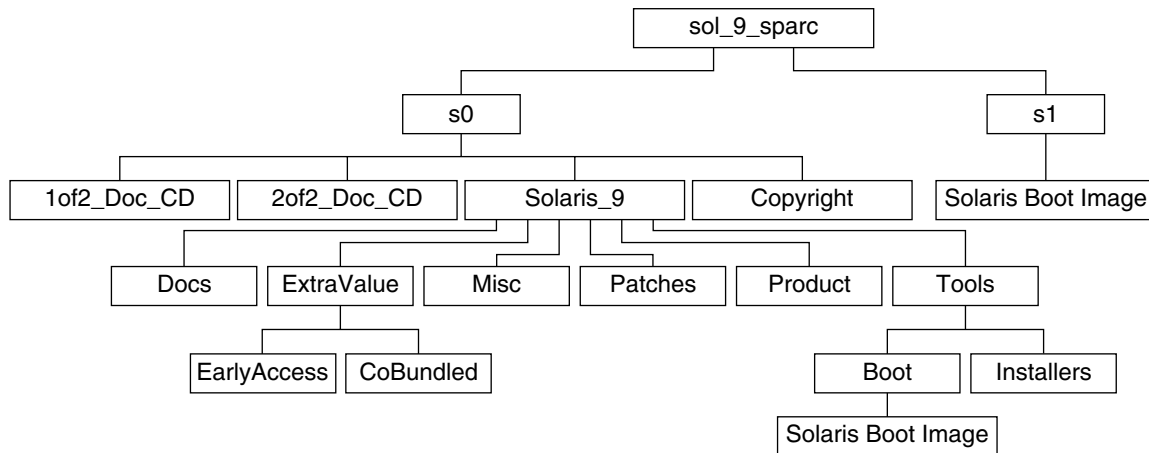 sol_9_sparc
s0
s1
1of2_Doc_CD
2of2_Doc_CD
Solaris_9
Copyright
Solaris Boot Image
Docs
ExtraValue
Misc
Patches
Product
Tools
EarlyAccess
CoBundled
Boot
Installers
Solaris Boot Image